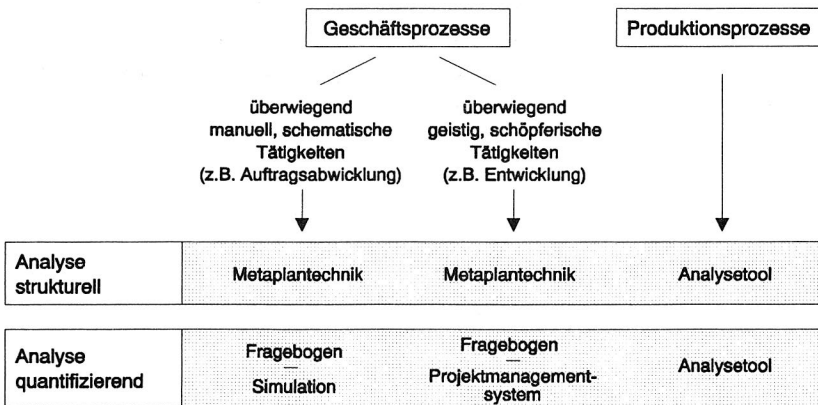 Geschäftsprozesse
Produktionsprozesse
überwiegend
manuell, schematische
Tätigkeiten
(z.B. Auftragsabwicklung)
überwiegend
geistig, schöpferische
Tätigkeiten
(z.B. Entwicklung)
Analyse
strukturell
Metaplantechnik
Metaplantechnik
Analysetool
Analyse
quantifizierend
Fragebogen
—
Simulation
Fragebogen
—
Projektmanagement-
system
Analysetool